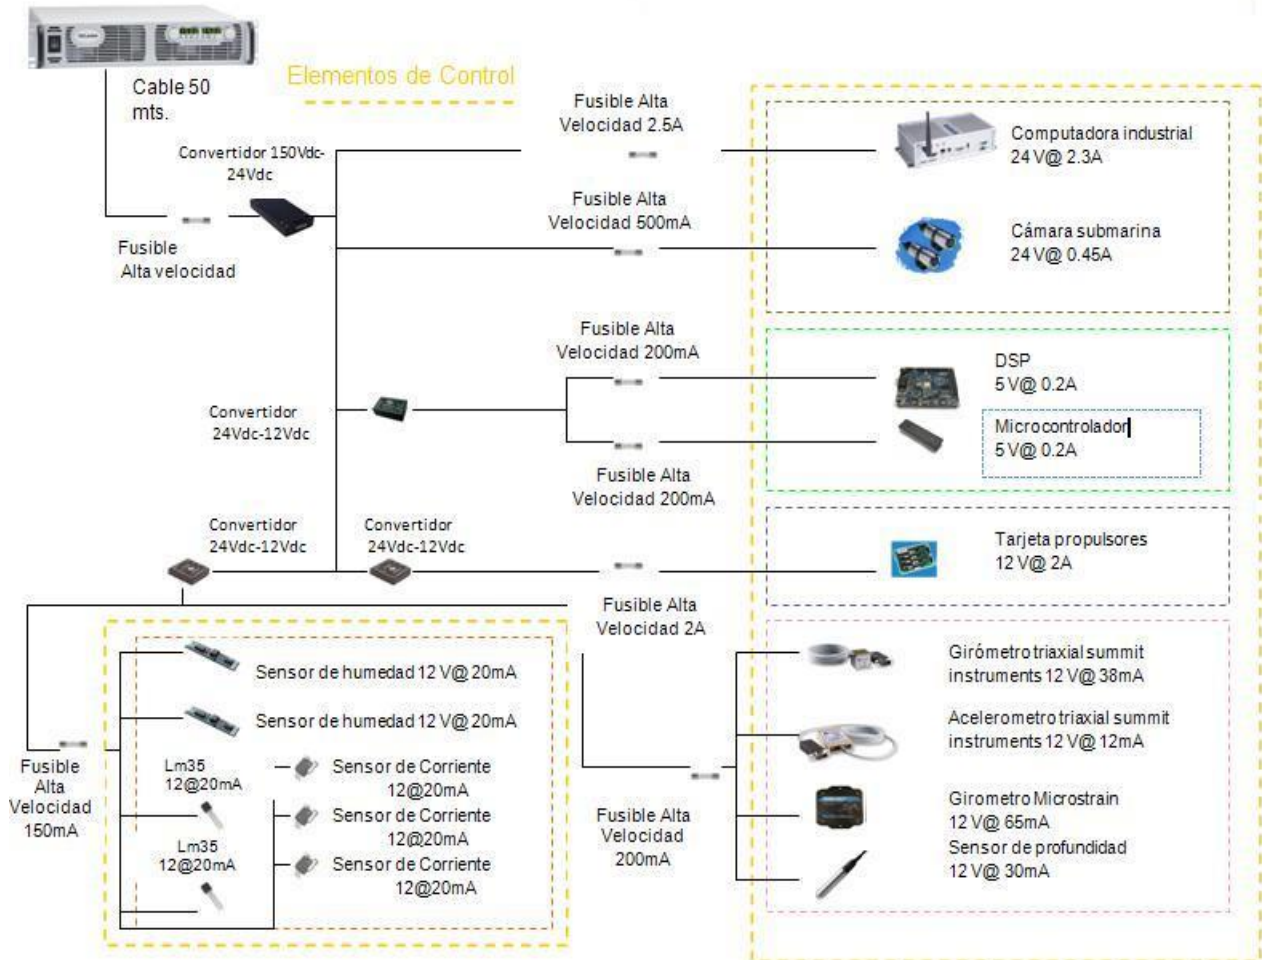 Elementos de Control
Cable 50
mts.
Convertidor 150Vdc-
24Vdc
Fusible
Alta velocidad
Fusible Alta
Velocidad 2.5A
Computadora industrial
24 V@ 2.3A
Fusible Alta
Velocidad 500mA
Cámara submarina
24 V@ 0.45A
Fusible Alta
Velocidad 200mA
DSP
5 V@ 0.2A
Convertidor
24Vdc-12Vdc
Microcontrolador
5 V@ 0.2A
Fusible Alta
Velocidad 200mA
Convertidor
24Vdc-12Vdc
Convertidor
24Vdc-12Vdc
Tarjeta propulsores
12 V@ 2A
Fusible Alta
Velocidad 2A
Sensor de humedad 12 V@ 20mA
Sensor de humedad 12 V@ 20mA
Lm35
12@20mA
Lm35
12@20mA
Sensor de Corriente
12@20mA
Sensor de Corriente
12@20mA
Sensor de Corriente
12@20mA
Fusible
Alta
Velocidad
150mA
Fusible Alta
Velocidad
200mA
Girómetro triaxial summit
instruments 12 V@ 38mA
Acelerometro triaxial summit
instruments 12 V@ 12mA
Girometro Microstrain
12 V@ 65mA
Sensor de profundidad
12 V@ 30mA